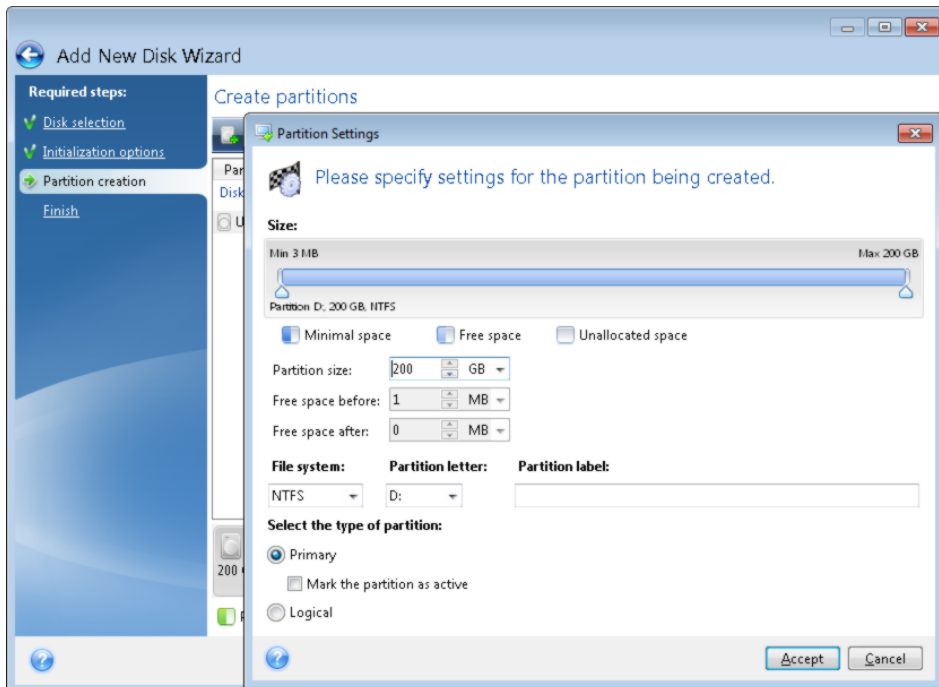 Add New Disk Wizard
Required steps:
Create partitions
Disk selection
Initialization options
Partition creation
Finish
Par
Disk
U
200
Partition Settings
Please specify settings for the partition being created.
Size:
Min 3 MB Max 200 GB
Partition D:, 200 GB, NTFS
Minimal space Free space Unallocated space
Partition size: 200 GB
Free space before: 1 MB
Free space after: 0 MB
File system: Partition letter: Partition label:
NTFS D:
Select the type of partition:
Primary
Mark the partition as active
Logical
Accept Cancel